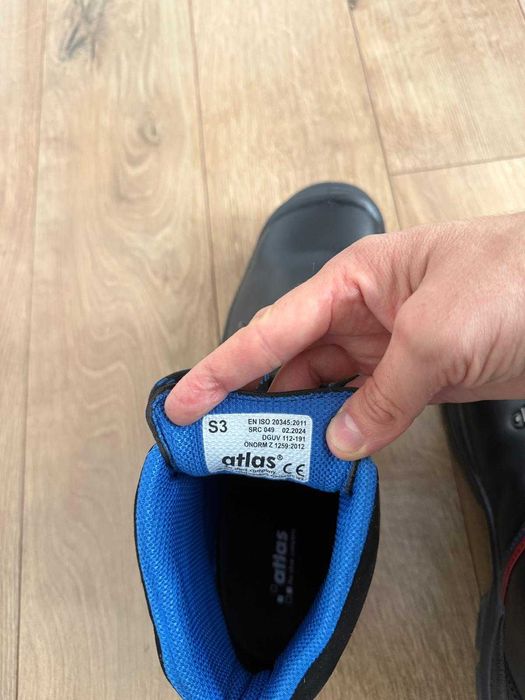 S3
EN ISO 20345:2011
SRC 049 02.2024
DGUV 112-191
ÖNORM Z 1259:2012
atlas®
CE
atlas